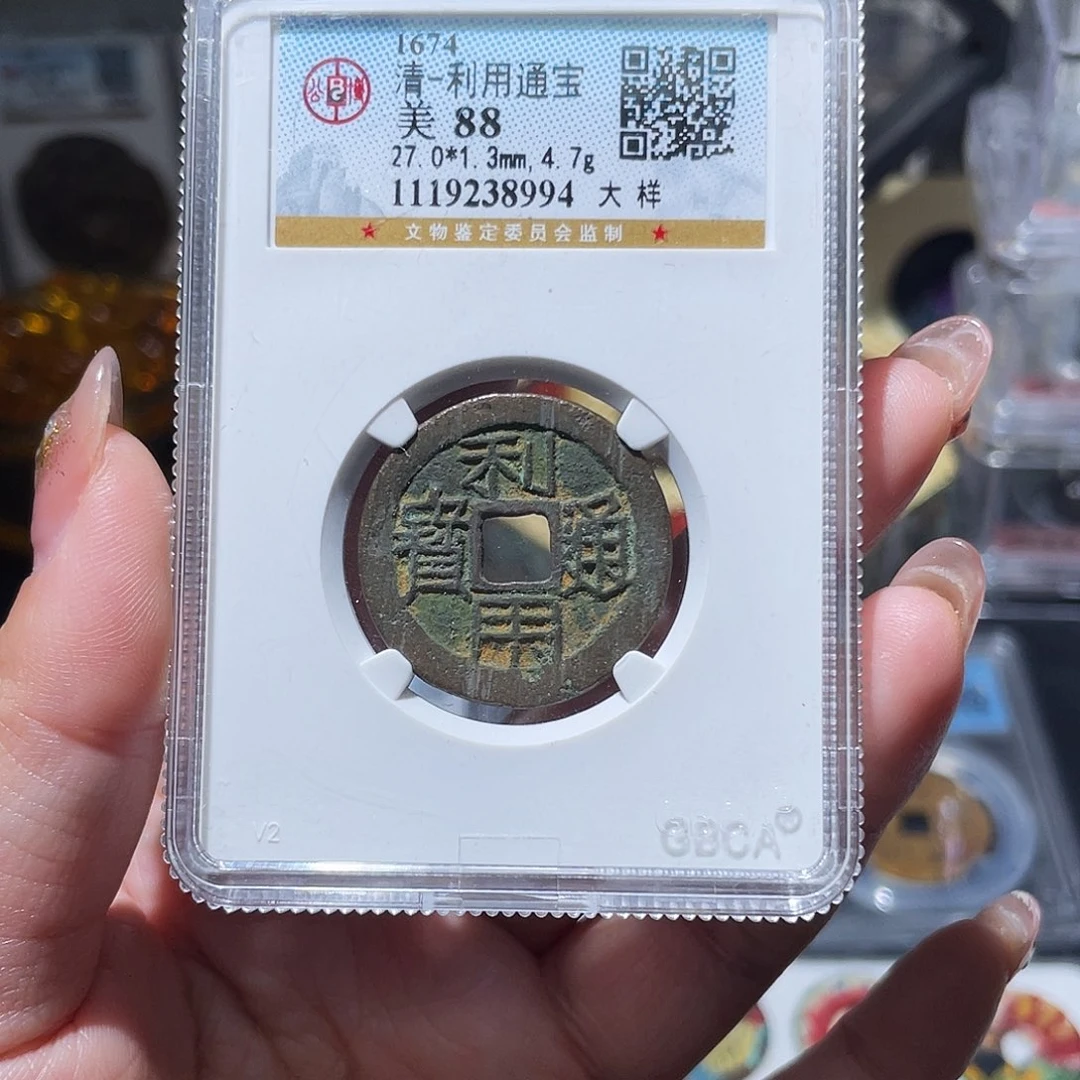 1674
清-利用通宝
美 88
27.0*1.3mm, 4.7g
1119238994 大样
★ 文物鉴定委员会监制 ★
利
寳 通
用
V2 GBCA